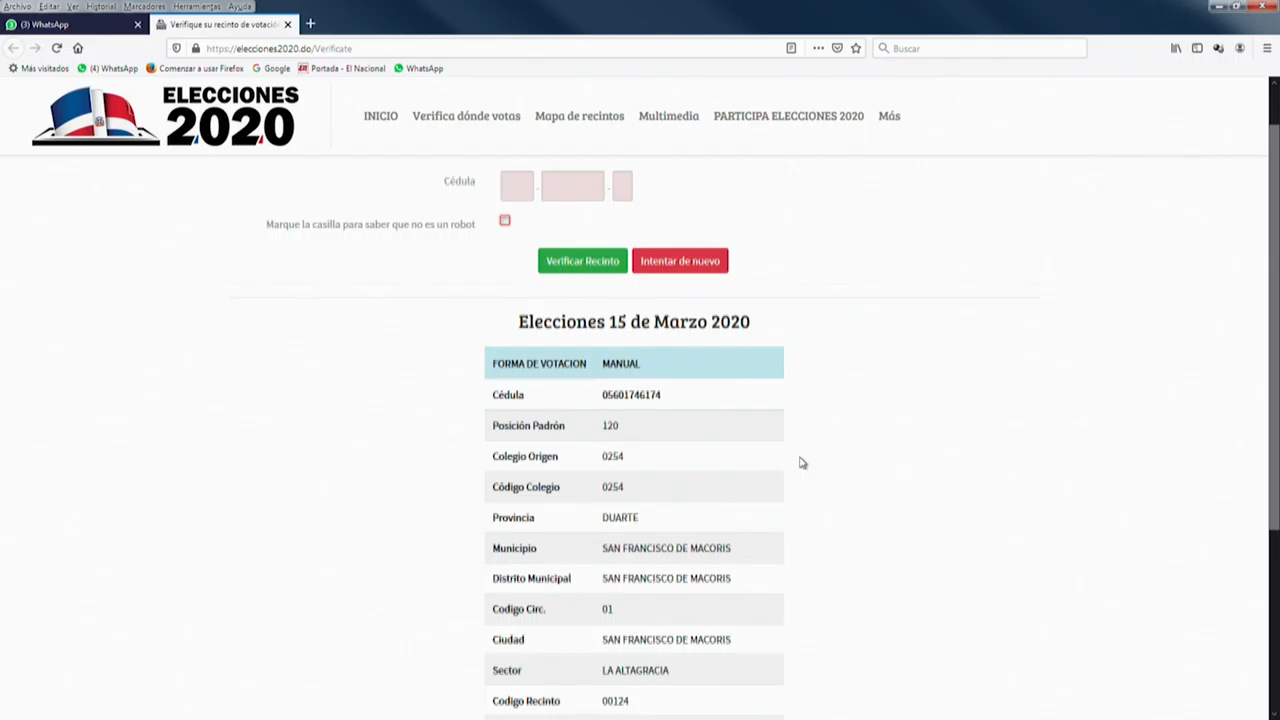 Archivo Editar Ver Historial Marcadores Herramientas Ayuda
(3) WhatsApp
Verifique su recinto de votació
https://elecciones2020.do/Verificate
Buscar
Más visitados (4) WhatsApp Comenzar a usar Firefox Google Portada - El Nacional WhatsApp
ELECCIONES
2020
INICIO Verifica dónde votas Mapa de recintos Multimedia PARTICIPA ELECCIONES 2020 Más
Cédula - -
Marque la casilla para saber que no es un robot
Verificar Recinto Intentar de nuevo
Elecciones 15 de Marzo 2020
FORMA DE VOTACION MANUAL
Cédula 05601746174
Posición Padrón 120
Colegio Origen 0254
Código Colegio 0254
Provincia DUARTE
Municipio SAN FRANCISCO DE MACORIS
Distrito Municipal SAN FRANCISCO DE MACORIS
Codigo Circ. 01
Ciudad SAN FRANCISCO DE MACORIS
Sector LA ALTAGRACIA
Codigo Recinto 00124